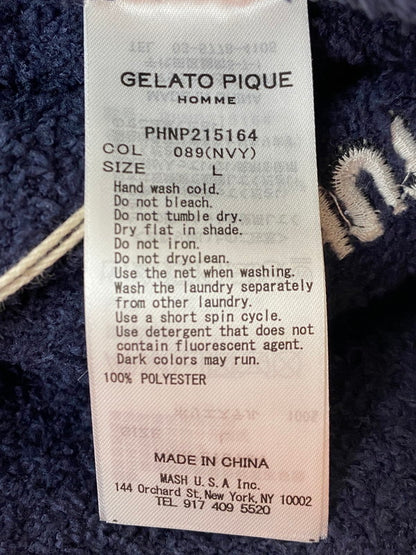 GELATO PIQUE
HOMME
PHNP215164
COL 089(NVY)
SIZE L
Hand wash cold.
Do not bleach.
Do not tumble dry.
Dry flat in shade.
Do not iron.
Do not dryclean.
Use the net when washing.
Wash the laundry separately
from other laundry.
Use a short spin cycle.
Use detergent that does not
contain fluorescent agent.
Dark colors may run.
100% POLYESTER
MADE IN CHINA
MASH U.S.A Inc.
144 Orchard St, New York, NY 10002
TEL 917 409 5520